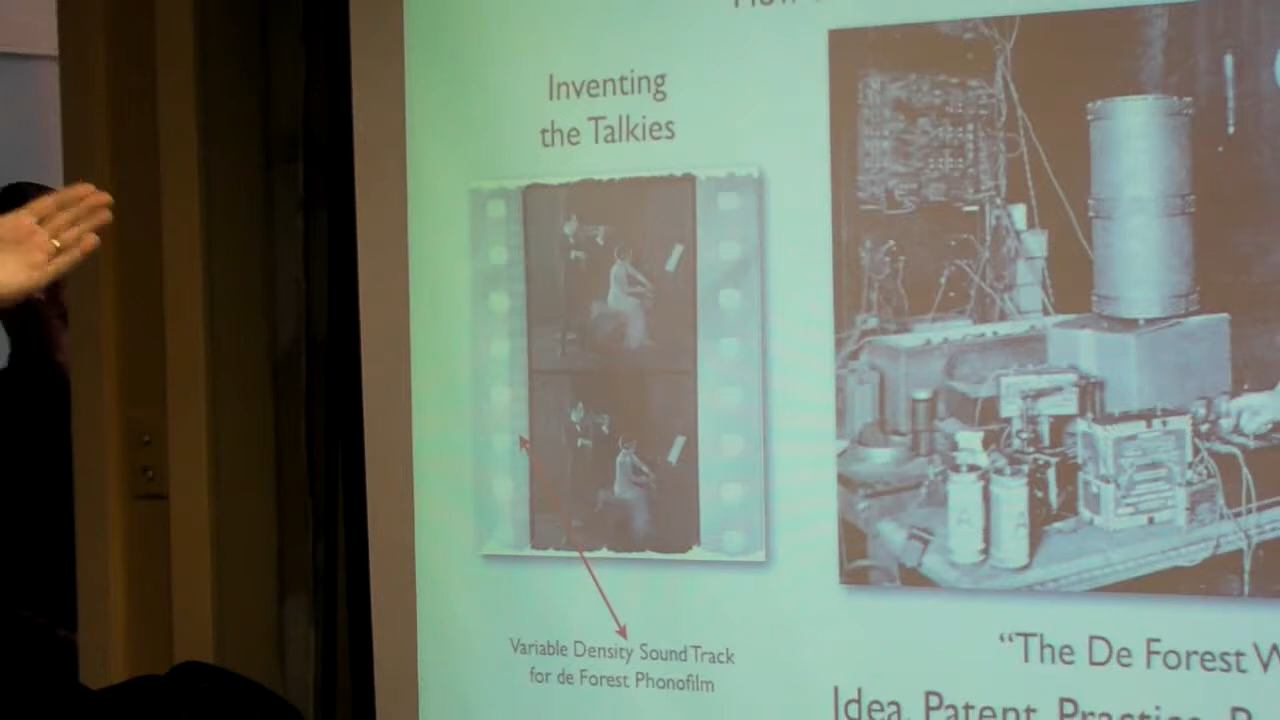 Inventing
the Talkies
Variable Density Sound Track
for de Forest Phonofilm
"The De Forest
Idea, Patent, Practice,